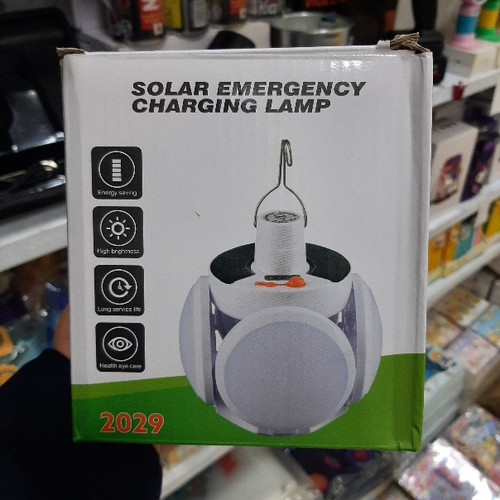 SOLAR EMERGENCY
CHARGING LAMP
Energy saving
High brightness
Long service life
Health eye care
2029